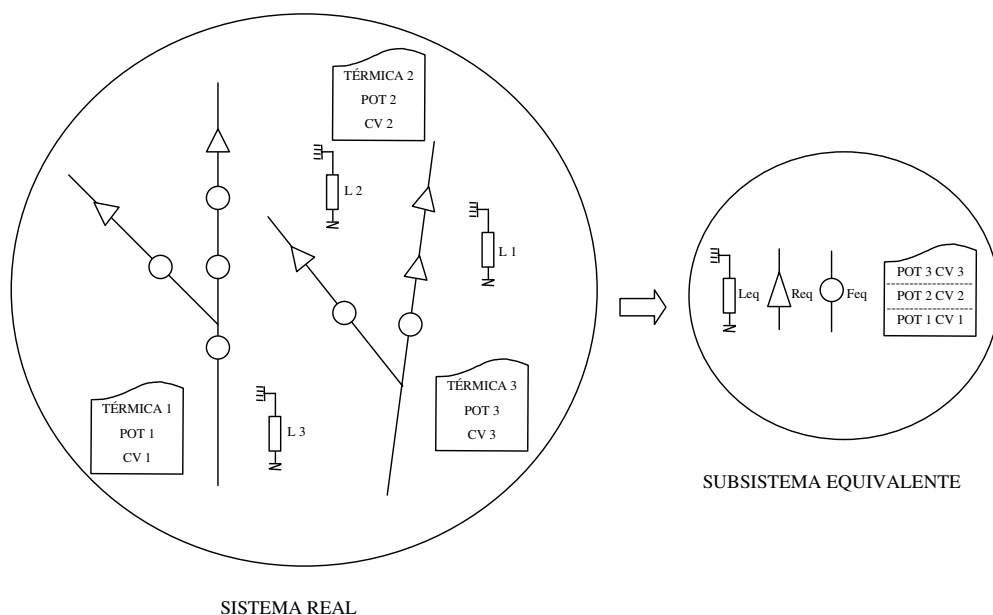 TÉRMICA 2
POT 2
CV 2
L 2
L 1
TÉRMICA 1
POT 1
CV 1
L 3
TÉRMICA 3
POT 3
CV 3
SISTEMA REAL
Leq
Req
Feq
POT 3 CV 3
POT 2 CV 2
POT 1 CV 1
SUBSISTEMA EQUIVALENTE